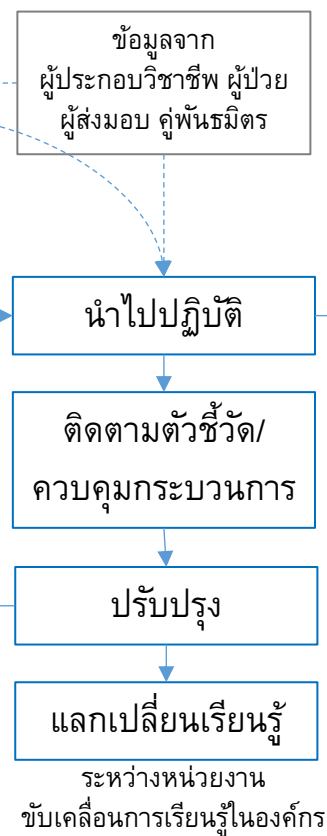 ข้อมูลจาก
ผู้ประกอบวิชาชีพ ผู้ป่วย
ผู้ส่งมอบ คู่พันธมิตร
นำไปปฏิบัติ
ติดตามตัวชี้วัด/
ควบคุมกระบวนการ
ปรับปรุง
แลกเปลี่ยนเรียนรู้
ระหว่างหน่วยงาน
ขับเคลื่อนการเรียนรู้ในองค์กร